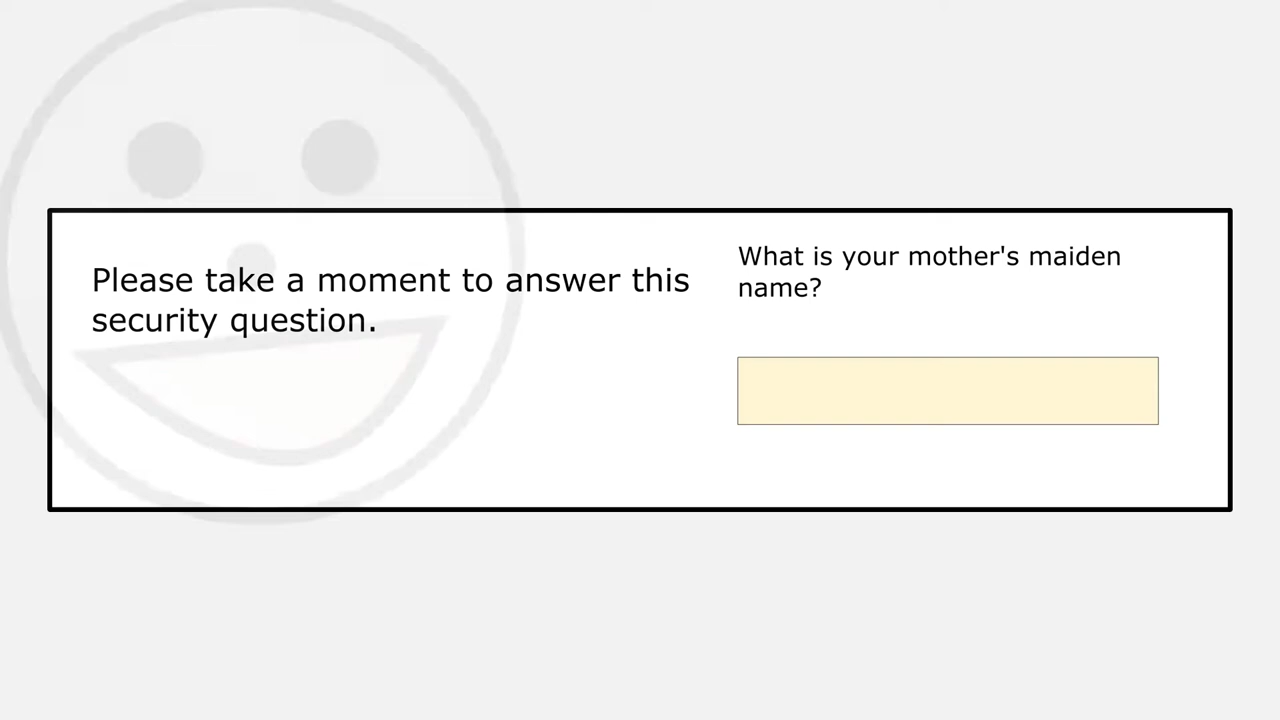 Please take a moment to answer this
security question.
What is your mother's maiden
name?